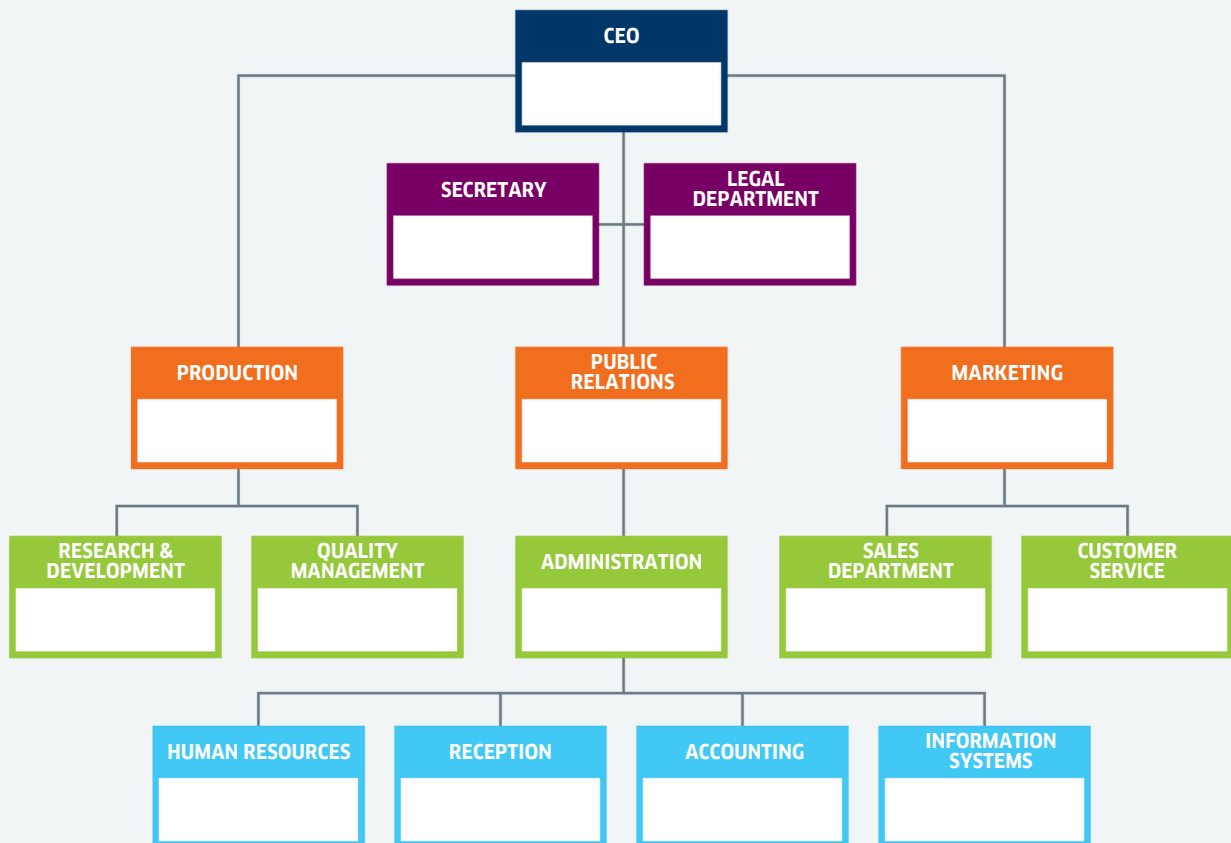 CEO
SECRETARY
LEGAL
DEPARTMENT
PRODUCTION
PUBLIC
RELATIONS
MARKETING
RESEARCH &
DEVELOPMENT
QUALITY
MANAGEMENT
ADMINISTRATION
SALES
DEPARTMENT
CUSTOMER
SERVICE
HUMAN RESOURCES
RECEPTION
ACCOUNTING
INFORMATION
SYSTEMS